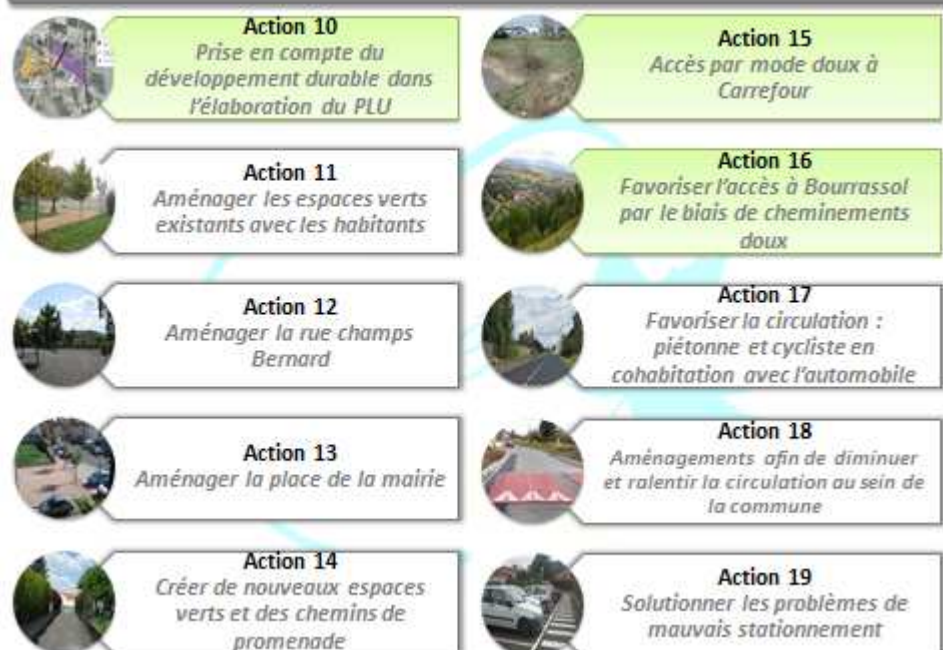 Action 10
Prise en compte du
développement durable dans
l'élaboration du PLU
Action 11
Aménager les espaces verts
existants avec les habitants
Action 12
Aménager la rue champs
Bernard
Action 13
Aménager la place de la mairie
Action 14
Créer de nouveaux espaces
verts et des chemins de
promenade
Action 15
Accès par mode doux à
Carrefour
Action 16
Favoriser l'accès à Bourrassol
par le biais de cheminements
doux
Action 17
Favoriser la circulation :
piétonne et cycliste en
cohabitation avec l'automobile
Action 18
Aménagements afin de diminuer
et ralentir la circulation au sein de
la commune
Action 19
Solutionner les problèmes de
mauvais stationnement